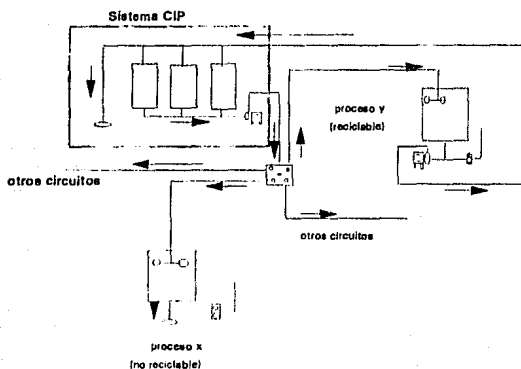 Sistema CIP
proceso y
(reciclable)
otros circuitos
otros circuitos
proceso x
(no reciclable)